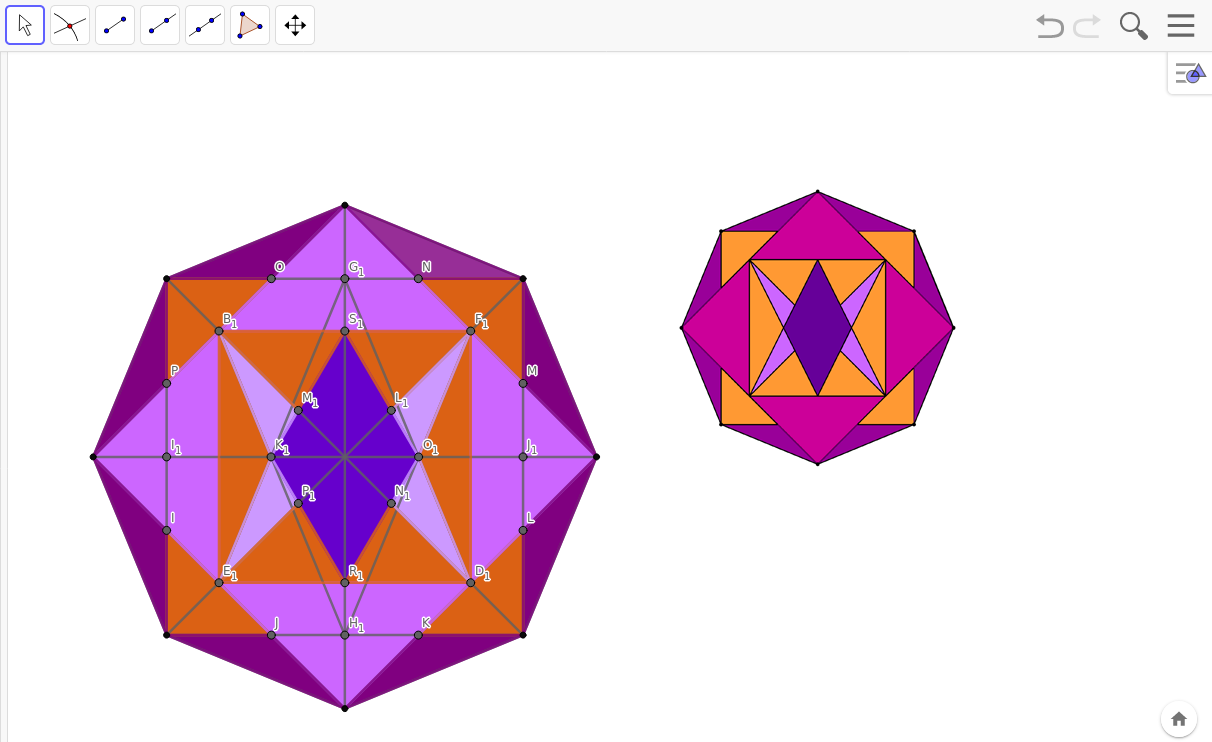 O G₁ N
B₁ S₁ F₁
P M
M₁ L₁
I₁ K₁ O₁ J₁
P₁ N₁
I L
E₁ R₁ D₁
J H₁ K